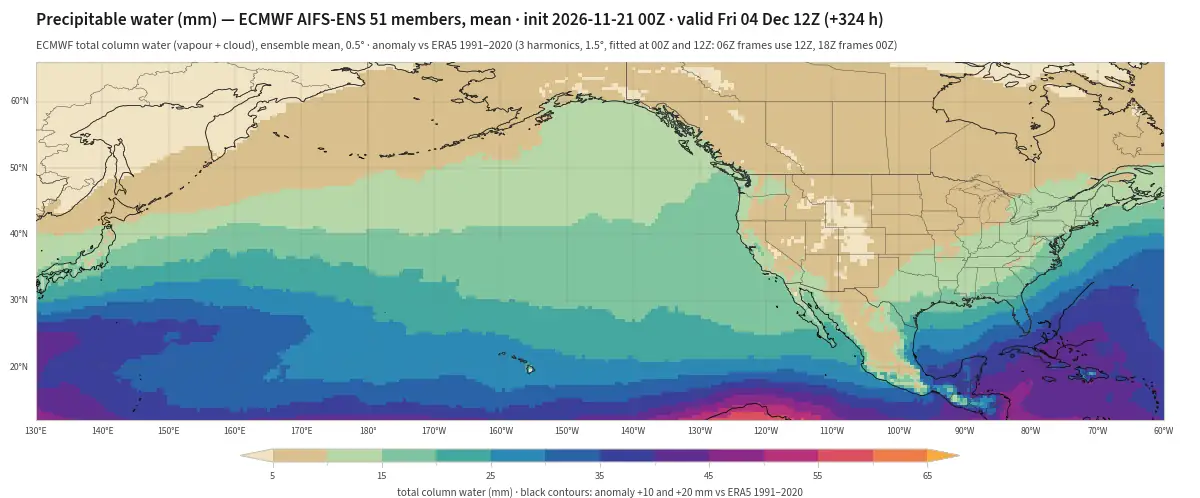 Precipitable water (mm) — ECMWF AIFS-ENS 51 members, mean · init 2026-11-21 00Z · valid Fri 04 Dec 12Z (+324 h)
ECMWF total column water (vapour + cloud), ensemble mean, 0.5° · anomaly vs ERA5 1991–2020 (3 harmonics, 1.5°, fitted at 00Z and 12Z: 06Z frames use 12Z, 18Z frames 00Z)
60°N
50°N
40°N
30°N
20°N
130°E 140°E 150°E 160°E 170°E 180° 170°W 160°W 150°W 140°W 130°W 120°W 110°W 100°W 90°W 80°W 70°W 60°W
5 15 25 35 45 55 65
total column water (mm) · black contours: anomaly +10 and +20 mm vs ERA5 1991–2020